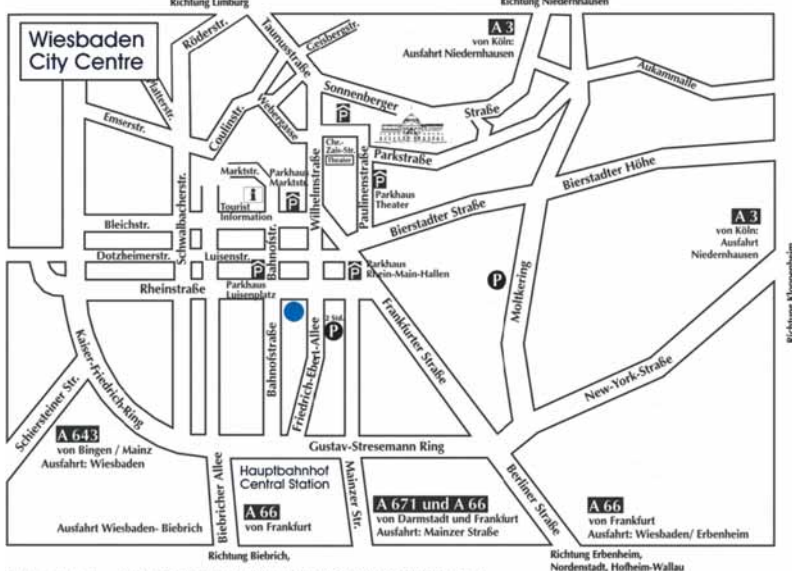 Richtung Limburg
Richtung Niedernhausen
Wiesbaden
City Centre
Röderstr.
Taunusstraße
Geisbergstr.
A 3
von Köln:
Ausfahrt Niedernhausen
Platterstr.
Emserstr.
Coulinstr.
Webergasse
Sonnenberger
Straße
Aukammallee
P
Chr.-
Zais-Str.
Theater
Parkstraße
Paulinenstraße
Wilhelmstraße
Marktstr.
Parkhaus
Marktstr.
P
i
Tourist
Information
P
Parkhaus
Theater
Bierstadter Straße
Bierstadter Höhe
Schwalbacherstr.
Bleichstr.
Dotzheimerstr.
Luisenstr.
Bahnhofstr.
P
Parkhaus
Luisenplatz
P
Parkhaus
Rhein-Main-Hallen
Rheinstraße
A 3
von Köln:
Ausfahrt
Niedernhausen
P
Moltkering
Richtung Kloppenheim
2 Std.
P
Frankfurter Straße
Bahnhofstraße
Friedrich-Ebert-Allee
Kaiser-Friedrich-Ring
Schiersteiner Str.
New-York-Straße
A 643
von Bingen / Mainz
Ausfahrt: Wiesbaden
Gustav-Stresemann Ring
Biebricher Allee
Hauptbahnhof
Central Station
Mainzer Str.
Berliner Straße
A 66
von Frankfurt
A 671 und A 66
von Darmstadt und Frankfurt
Ausfahrt: Mainzer Straße
A 66
von Frankfurt
Ausfahrt: Wiesbaden/ Erbenheim
Ausfahrt Wiesbaden- Biebrich
Richtung Biebrich,
Richtung Erbenheim,
Nordenstadt, Hofheim-Wallau